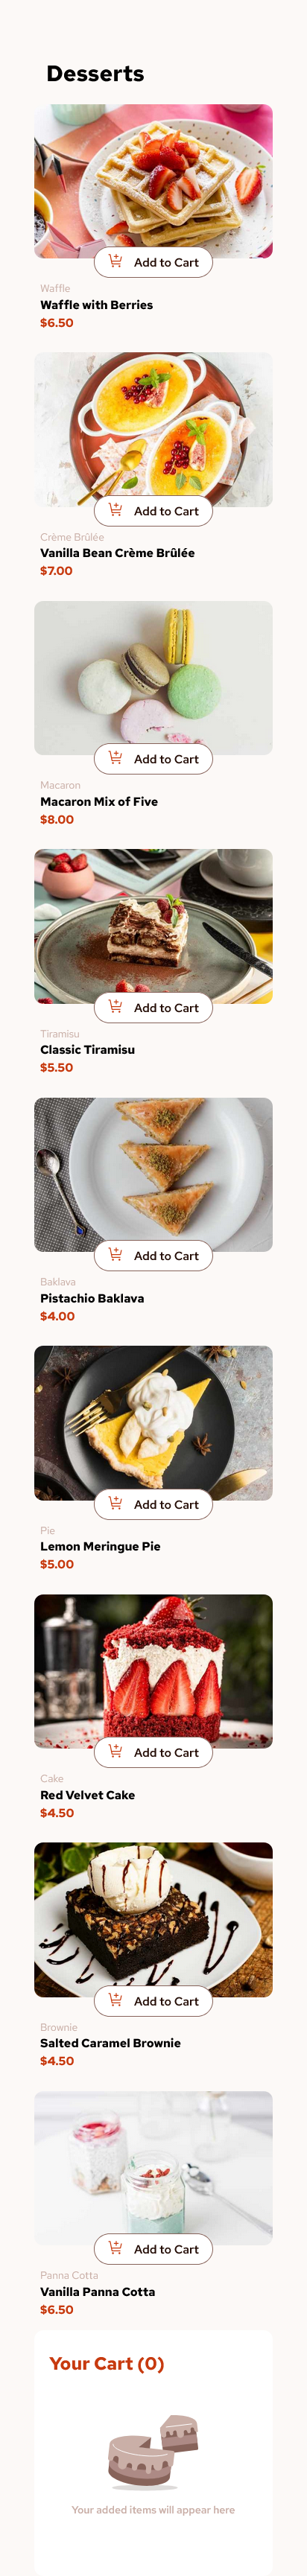 Desserts
Add to Cart
Waffle
Waffle with Berries
$6.50
Add to Cart
Crème Brûlée
Vanilla Bean Crème Brûlée
$7.00
Add to Cart
Macaron
Macaron Mix of Five
$8.00
Add to Cart
Tiramisu
Classic Tiramisu
$5.50
Add to Cart
Baklava
Pistachio Baklava
$4.00
Add to Cart
Pie
Lemon Meringue Pie
$5.00
Add to Cart
Cake
Red Velvet Cake
$4.50
Add to Cart
Brownie
Salted Caramel Brownie
$4.50
Add to Cart
Panna Cotta
Vanilla Panna Cotta
$6.50
Your Cart (0)
Your added items will appear here